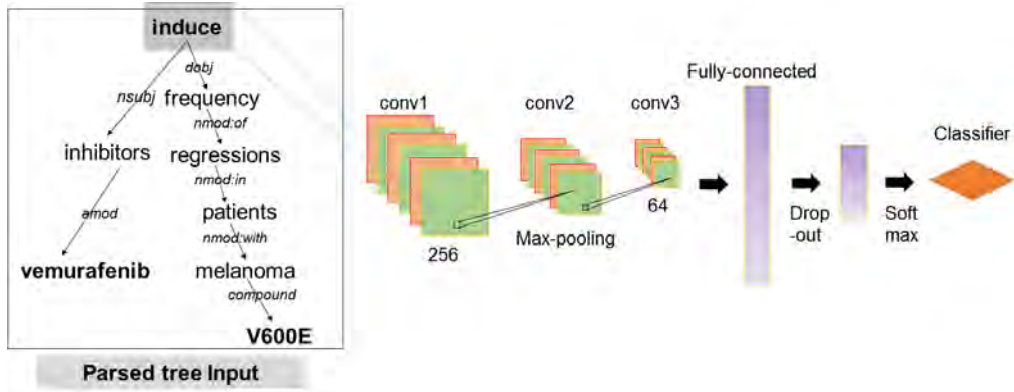 induce
dobj
nsubj
frequency
nmod:of
inhibitors
regressions
nmod:in
amod
patients
nmod:with
vemurafenib
melanoma
compound
V600E
Parsed tree Input
conv1
conv2
conv3
256
Max-pooling
64
Fully-connected
Drop
-out
Soft
max
Classifier